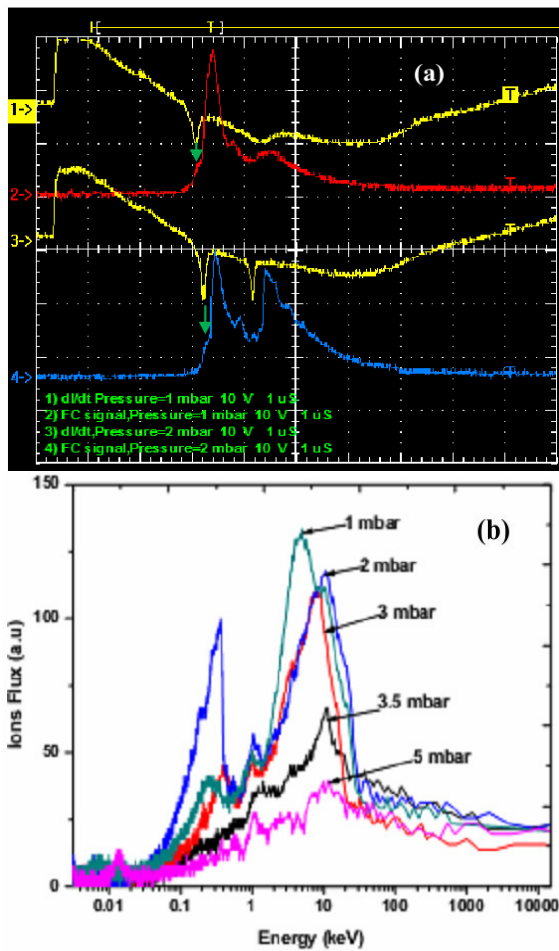 T
(a)
1->
T
2->
T
3->
T
4->
1) dI/dt Pressure=1 mbar 10 V 1 uS
2) FC signal,Pressure=1 mbar 10 V 1 uS
3) dI/dt,Pressure=2 mbar 10 V 1 uS
4) FC signal,Pressure=2 mbar 10 V 1 uS
150
(b)
1 mbar
2 mbar
100
3 mbar
Ions Flux (a.u)
3.5 mbar
50
5 mbar
0
0.01 0.1 1 10 100 1000 10000
Energy (keV)